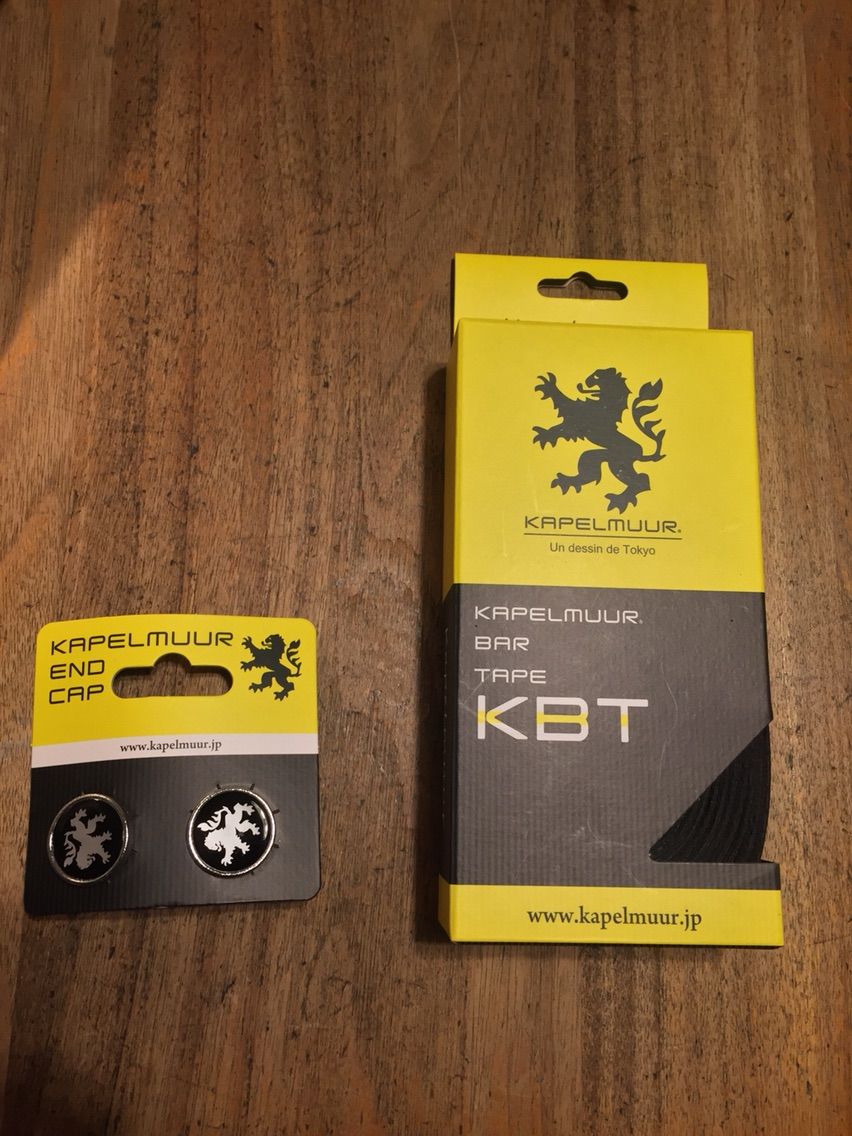 KAPELMUUR
END
CAP
www.kapelmuur.jp
KAPELMUUR®
Un dessin de Tokyo
KAPELMUUR®
BAR
TAPE
KBT
www.kapelmuur.jp